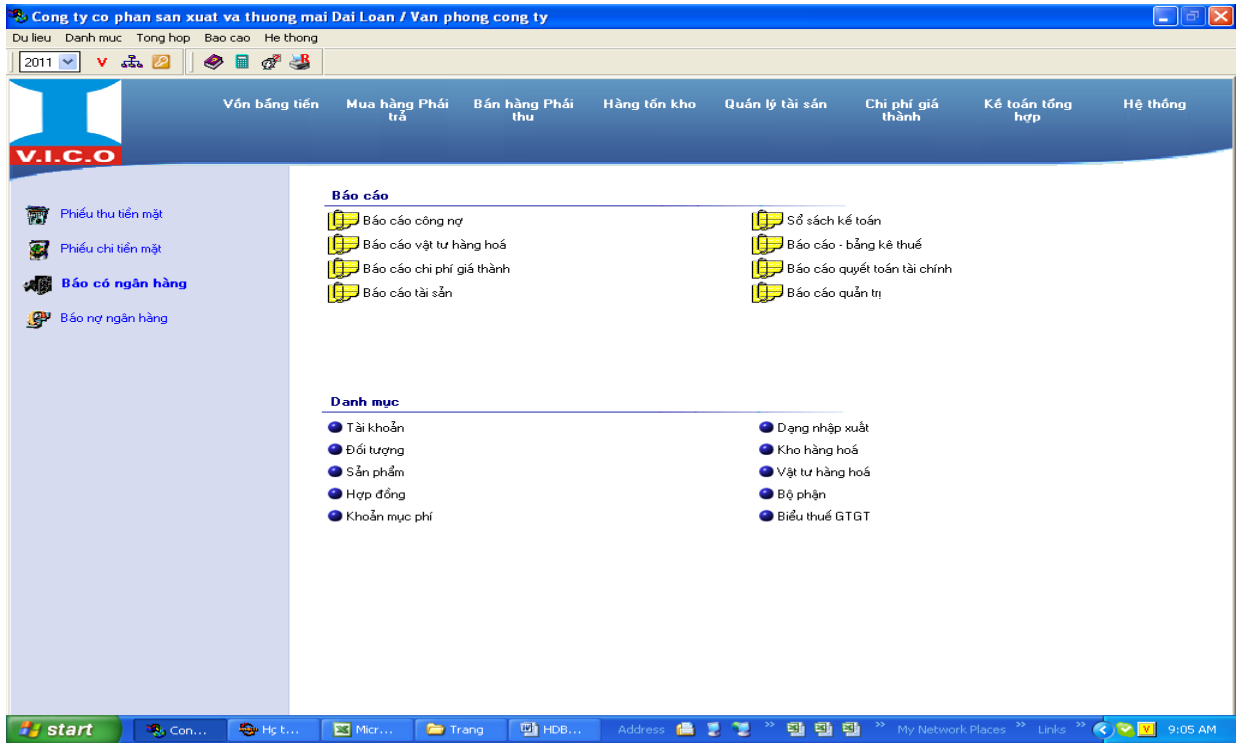 Cong ty co phan san xuat va thuong mai Dai Loan / Van phong cong ty
Du lieu Danh muc Tong hop Bao cao He thong
2011 V
Vốn bằng tiền Mua hàng Phải trả Bán hàng Phải thu Hàng tồn kho Quản lý tài sản Chi phí giá thành Kế toán tổng hợp Hệ thống
V.I.C.O
Phiếu thu tiền mặt
Phiếu chi tiền mặt
Báo có ngân hàng
Báo nợ ngân hàng
Báo cáo
Báo cáo công nợ Sổ sách kế toán
Báo cáo vật tư hàng hoá Báo cáo - bảng kê thuế
Báo cáo chi phí giá thành Báo cáo quyết toán tài chính
Báo cáo tài sản Báo cáo quản trị
Danh mục
Tài khoản Dạng nhập xuất
Đối tượng Kho hàng hoá
Sản phẩm Vật tư hàng hoá
Hợp đồng Bộ phận
Khoản mục phí Biểu thuế GTGT
start Con... Hç t... Micr... Trang HDB... Address » » My Network Places » Links » V 9:05 AM